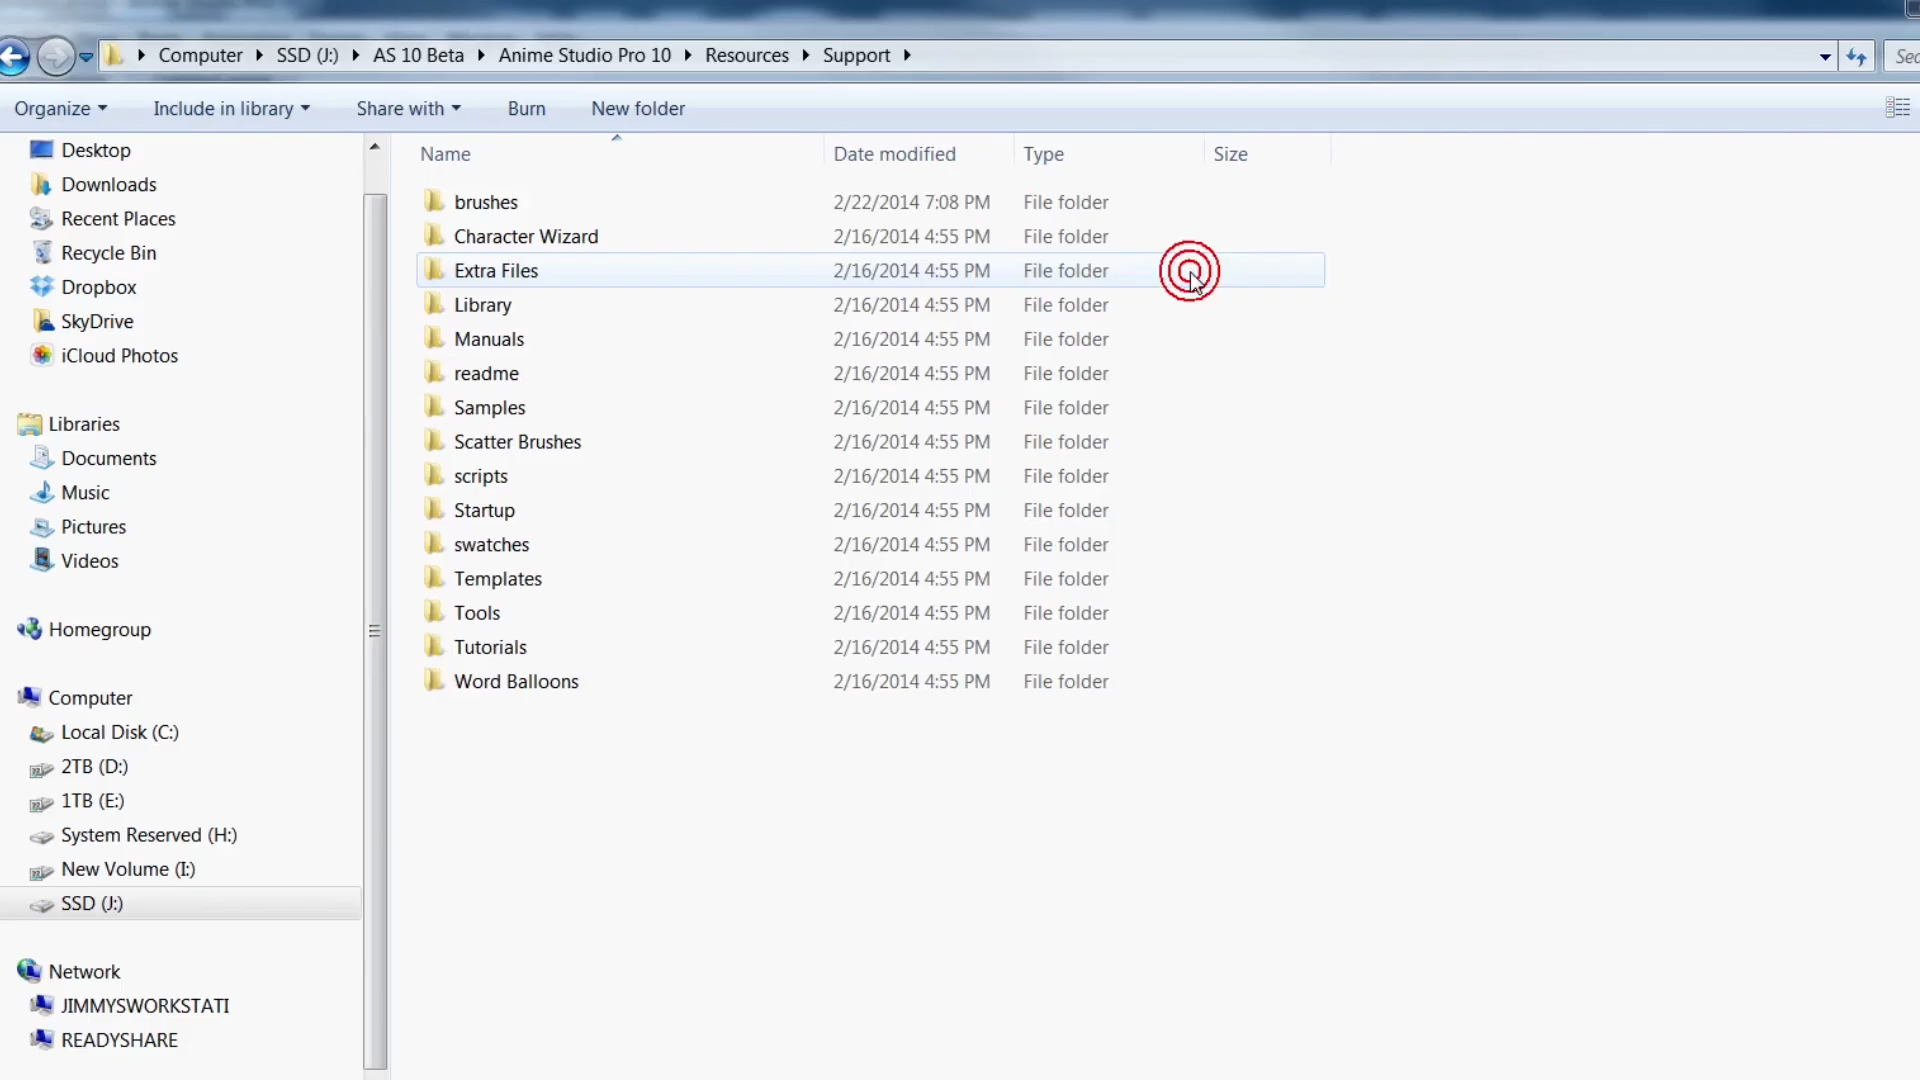 Computer SSD (J:) AS 10 Beta Anime Studio Pro 10 Resources Support
Organize Include in library Share with Burn New folder
Name Date modified Type Size
Desktop
Downloads
Recent Places
Recycle Bin
Dropbox
SkyDrive
iCloud Photos
Libraries
Documents
Music
Pictures
Videos
Homegroup
Computer
Local Disk (C:)
2TB (D:)
1TB (E:)
System Reserved (H:)
New Volume (I:)
SSD (J:)
Network
JIMMYSWORKSTATI
READYSHARE
brushes 2/22/2014 7:08 PM File folder
Character Wizard 2/16/2014 4:55 PM File folder
Extra Files 2/16/2014 4:55 PM File folder
Library 2/16/2014 4:55 PM File folder
Manuals 2/16/2014 4:55 PM File folder
readme 2/16/2014 4:55 PM File folder
Samples 2/16/2014 4:55 PM File folder
Scatter Brushes 2/16/2014 4:55 PM File folder
scripts 2/16/2014 4:55 PM File folder
Startup 2/16/2014 4:55 PM File folder
swatches 2/16/2014 4:55 PM File folder
Templates 2/16/2014 4:55 PM File folder
Tools 2/16/2014 4:55 PM File folder
Tutorials 2/16/2014 4:55 PM File folder
Word Balloons 2/16/2014 4:55 PM File folder